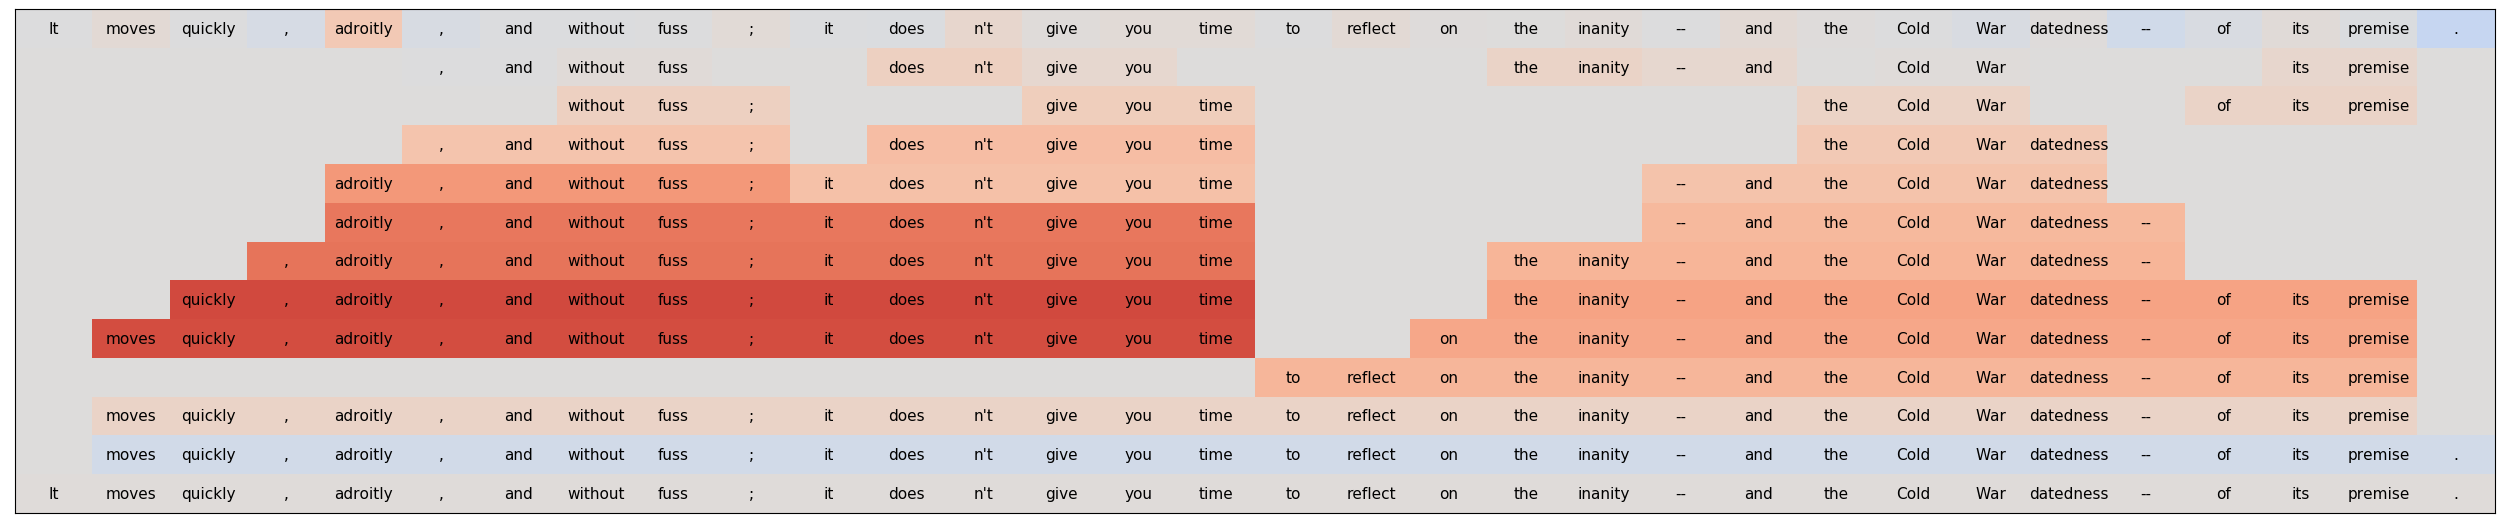 It moves quickly , adroitly , and without fuss ; it does n't give you time to reflect on the inanity -- and the Cold War datedness -- of its premise .
, and without fuss does n't give you the inanity -- and Cold War its premise
without fuss ; give you time the Cold War of its premise
, and without fuss ; does n't give you time the Cold War datedness
adroitly , and without fuss ; it does n't give you time -- and the Cold War datedness
adroitly , and without fuss ; it does n't give you time -- and the Cold War datedness --
, adroitly , and without fuss ; it does n't give you time the inanity -- and the Cold War datedness --
quickly , adroitly , and without fuss ; it does n't give you time the inanity -- and the Cold War datedness -- of its premise
moves quickly , adroitly , and without fuss ; it does n't give you time on the inanity -- and the Cold War datedness -- of its premise
to reflect on the inanity -- and the Cold War datedness -- of its premise
moves quickly , adroitly , and without fuss ; it does n't give you time to reflect on the inanity -- and the Cold War datedness -- of its premise
moves quickly , adroitly , and without fuss ; it does n't give you time to reflect on the inanity -- and the Cold War datedness -- of its premise .
It moves quickly , adroitly , and without fuss ; it does n't give you time to reflect on the inanity -- and the Cold War datedness -- of its premise .